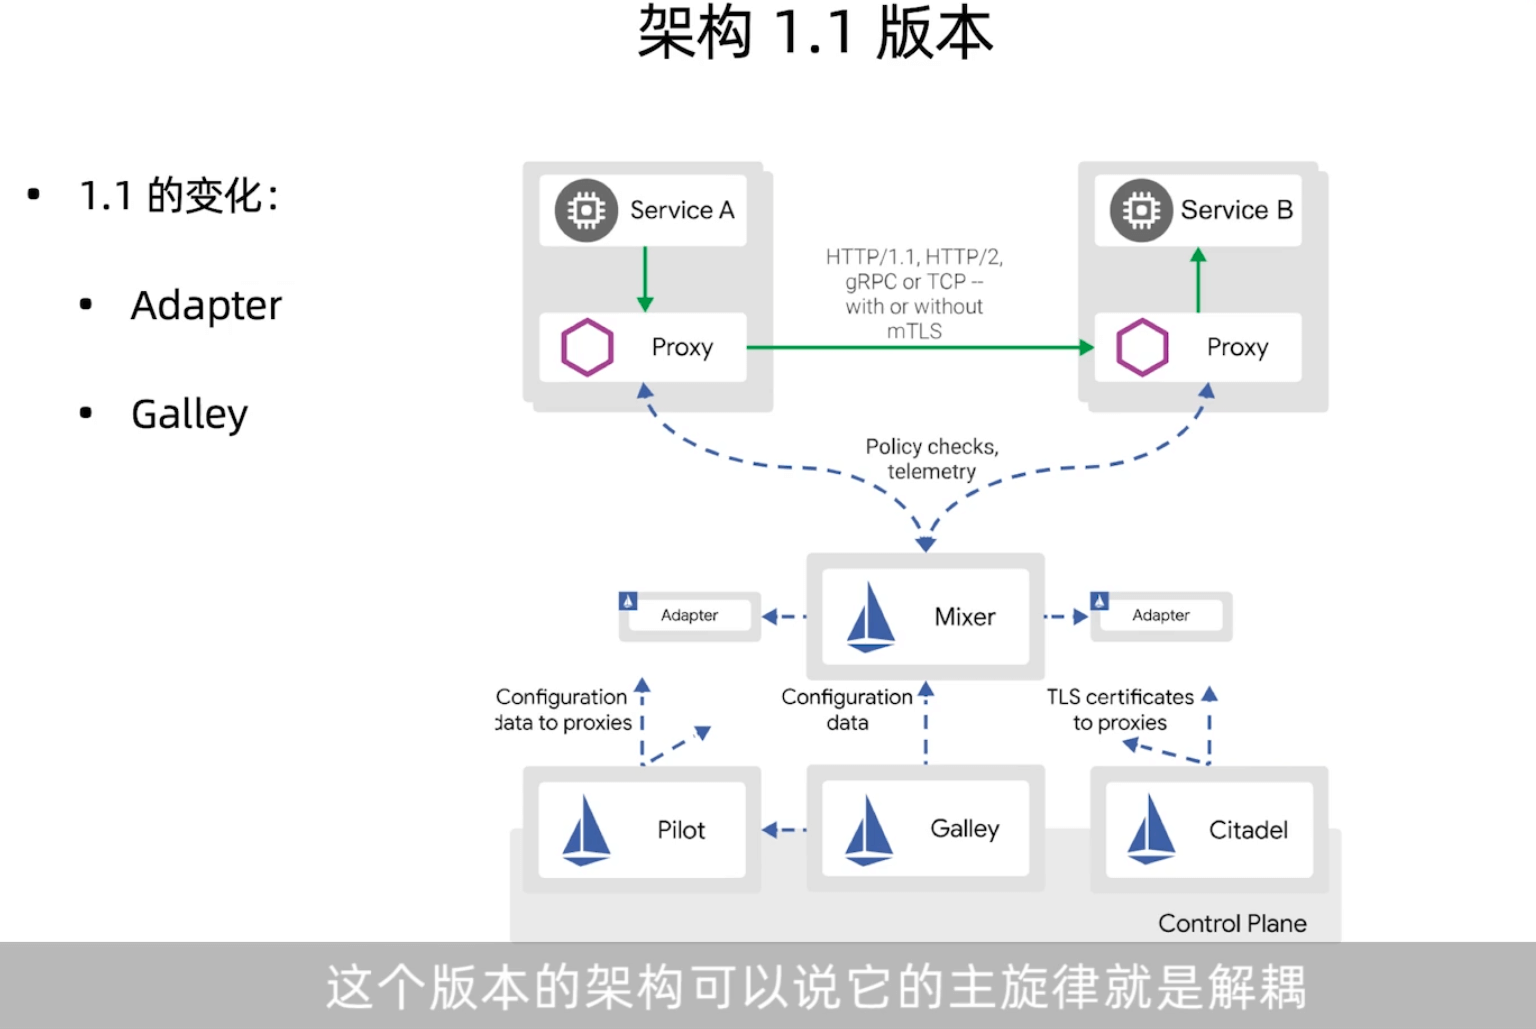 架构 1.1 版本
• 1.1 的变化：
• Adapter
• Galley
Service A
Service B
HTTP/1.1, HTTP/2,
gRPC or TCP --
with or without
mTLS
Proxy
Proxy
Policy checks,
telemetry
Adapter
Mixer
Adapter
Configuration
data to proxies
Configuration
data
TLS certificates
to proxies
Pilot
Galley
Citadel
Control Plane
这个版本的架构可以说它的主旋律就是解耦